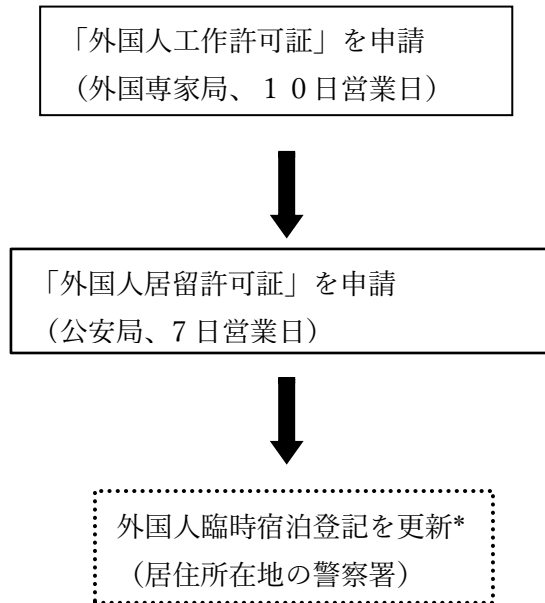 「外国人工作許可証」を申請
（外国専家局、１０日営業日）
「外国人居留許可証」を申請
（公安局、7 日営業日）
外国人臨時宿泊登記を更新*
（居住所在地の警察署）